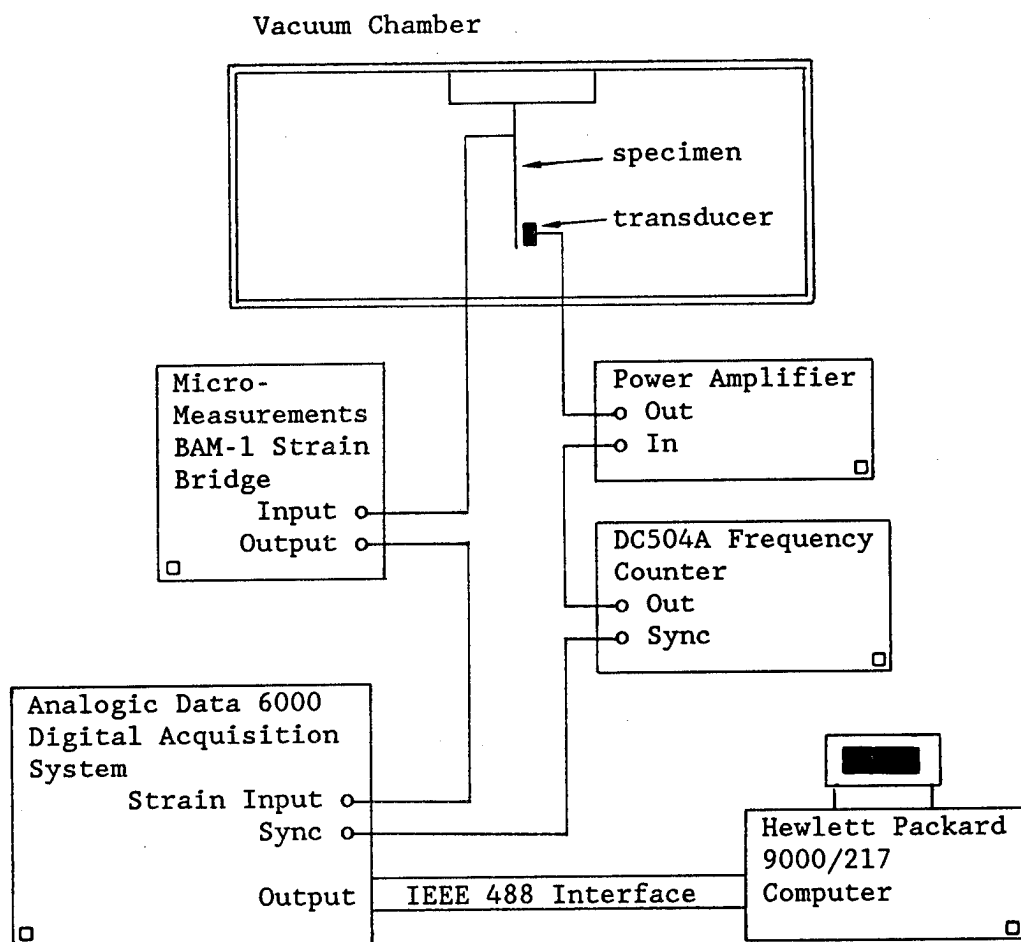 Vacuum Chamber
specimen
transducer
Micro-
Measurements
BAM-1 Strain
Bridge
Input
Output
Power Amplifier
Out
In
DC504A Frequency
Counter
Out
Sync
Analogic Data 6000
Digital Acquisition
System
Strain Input
Sync
Output
IEEE 488 Interface
Hewlett Packard
9000/217
Computer